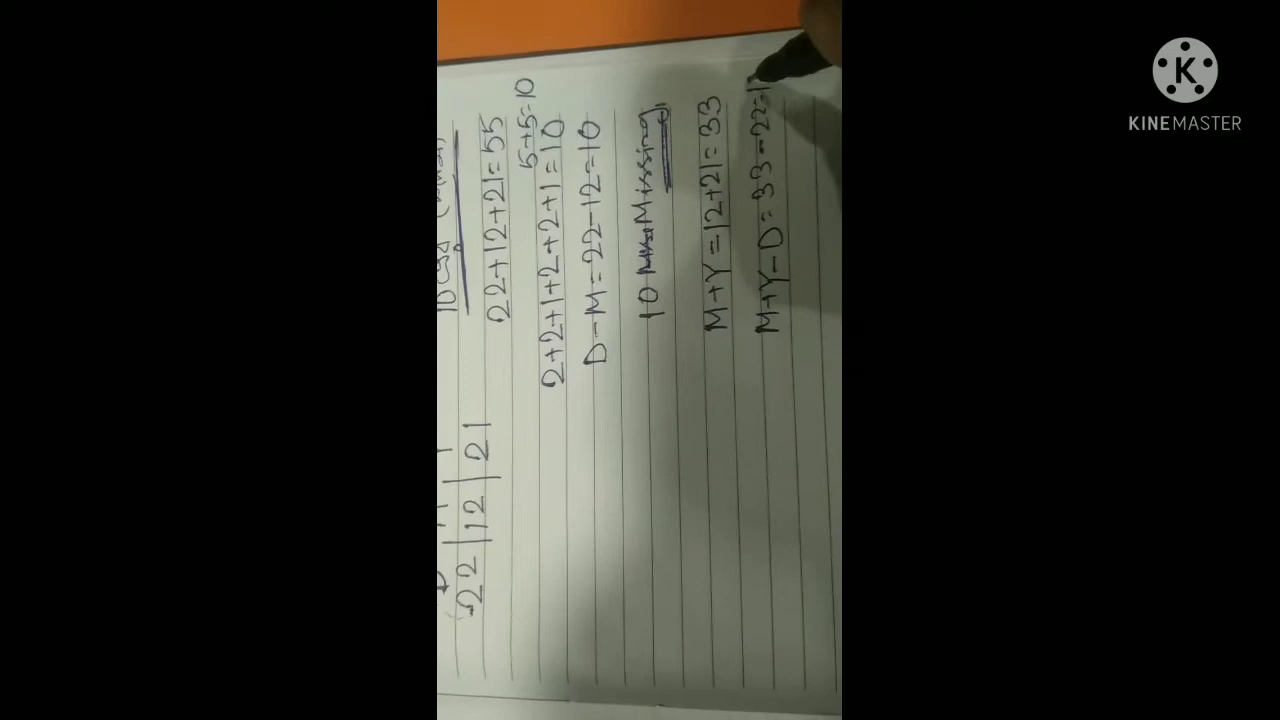 22|12|21
22+12+21=55
5+5=10
2+2+1+2+2+1=10
D-M=22-12=10
10 Missing
M+Y=12+21=33
M+Y-D=33-22=1
KINEMASTER